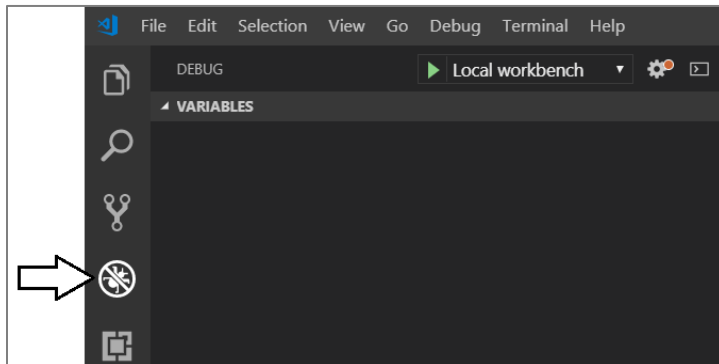 File Edit Selection View Go Debug Terminal Help
DEBUG Local workbench
VARIABLES